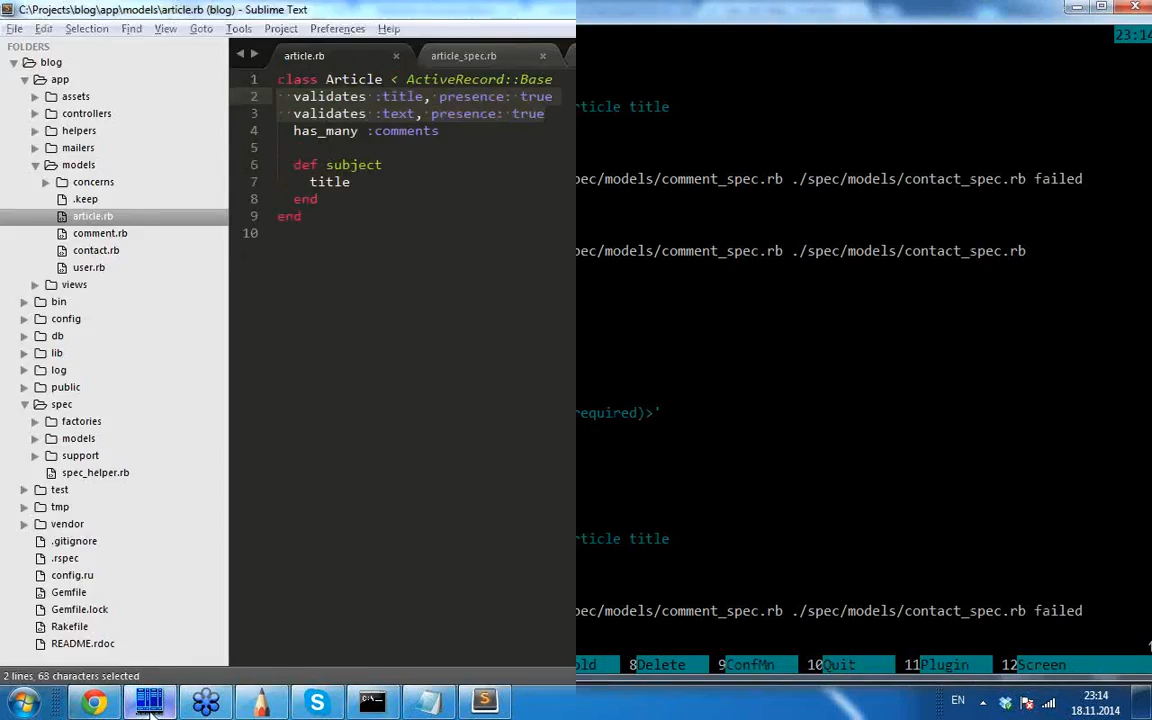 C:\Projects\blog\app\models\article.rb (blog) - Sublime Text
File Edit Selection Find View Goto Tools Project Preferences Help
FOLDERS
blog
app
assets
controllers
helpers
mailers
models
concerns
.keep
article.rb
comment.rb
contact.rb
user.rb
views
bin
config
db
lib
log
public
spec
factories
models
support
spec_helper.rb
test
tmp
vendor
.gitignore
.rspec
config.ru
Gemfile
Gemfile.lock
Rakefile
README.rdoc
article.rb article_spec.rb
1 class Article < ActiveRecord::Base
2 validates :title, presence: true
3 validates :text, presence: true
4 has_many :comments
5
6 def subject
7 title
8 end
9 end
10
2 lines, 63 characters selected
23:14
rticle title
pec/models/comment_spec.rb ./spec/models/contact_spec.rb failed
pec/models/comment_spec.rb ./spec/models/contact_spec.rb
required)>'
rticle title
pec/models/comment_spec.rb ./spec/models/contact_spec.rb failed
old 8Delete 9ConfMn 10Quit 11Plugin 12Screen
EN 23:14
18.11.2014